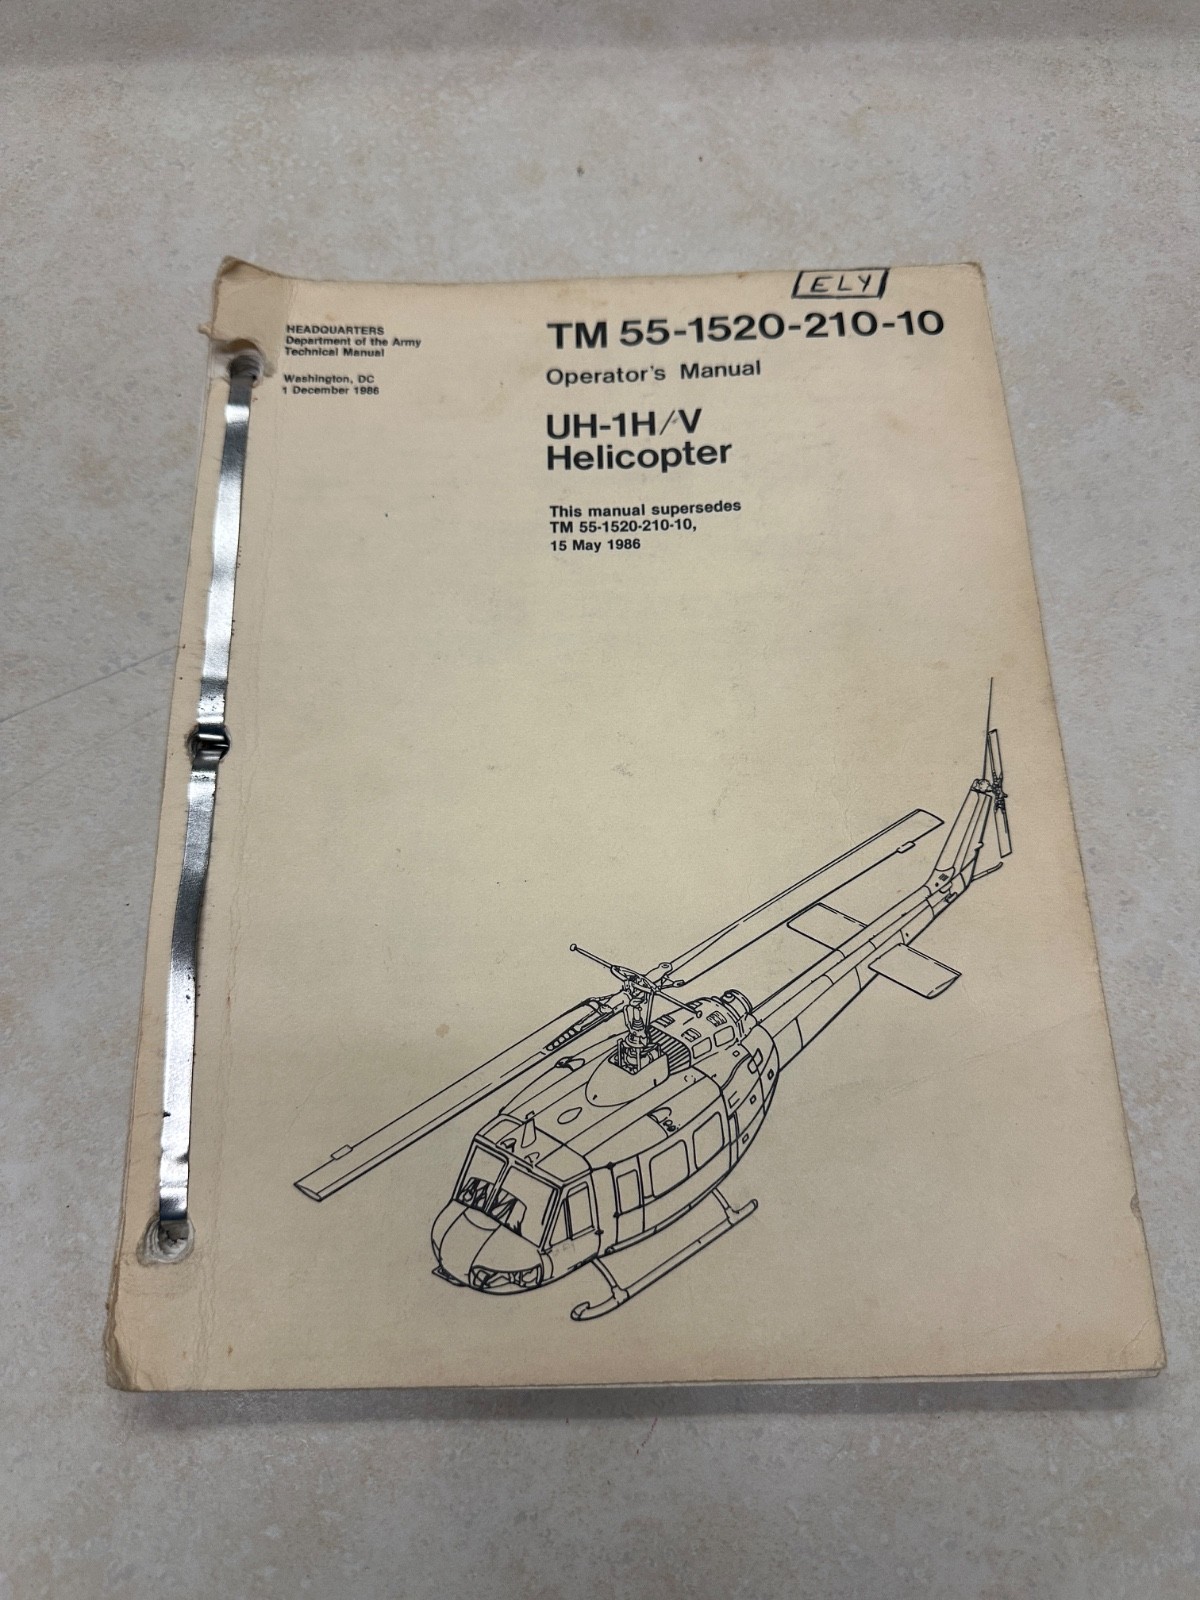 ELY
HEADQUARTERS
Department of the Army
Technical Manual
Washington, DC
1 December 1986
TM 55-1520-210-10
Operator's Manual
UH-1H/V
Helicopter
This manual supersedes
TM 55-1520-210-10,
15 May 1986